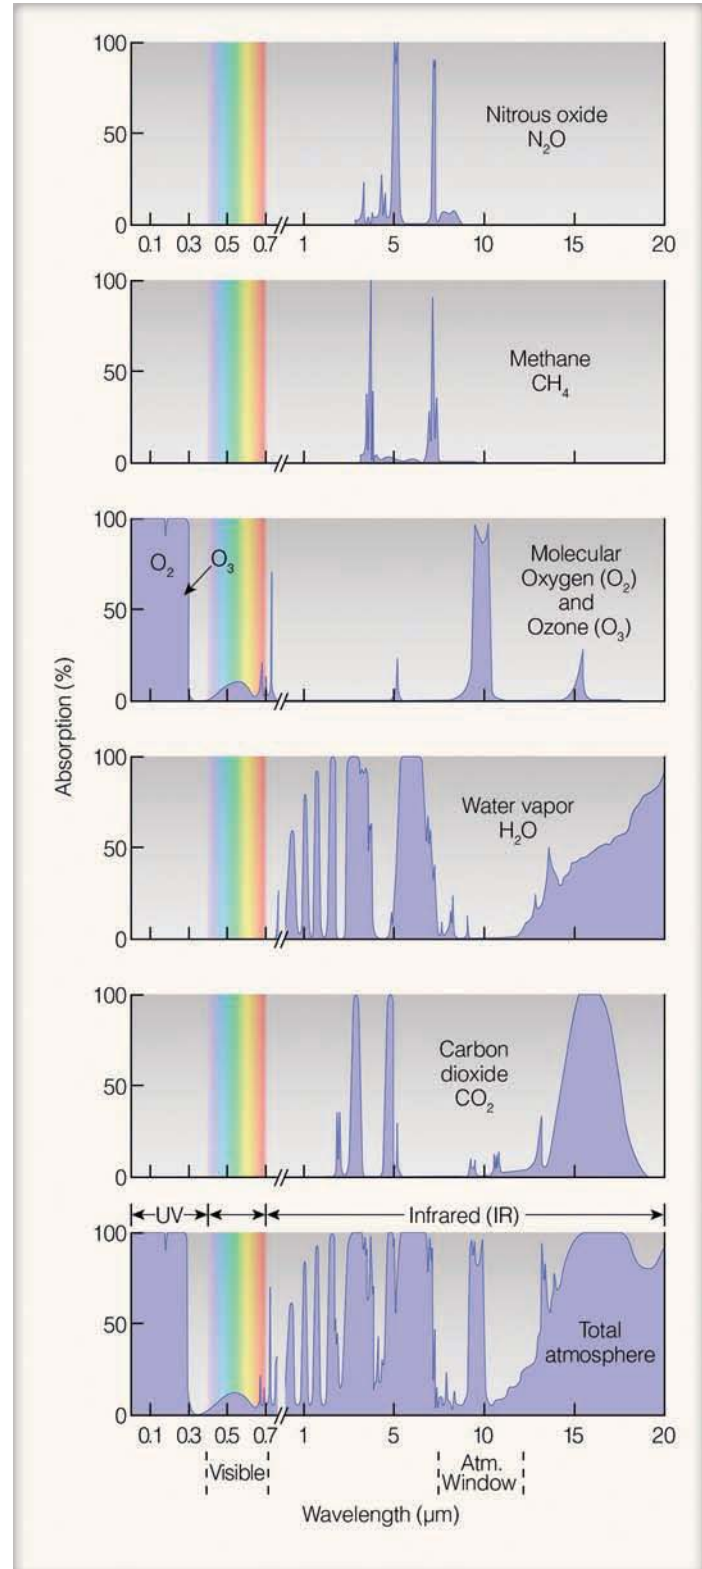 100
50
0
Nitrous oxide
N₂O
0.1 0.3 0.5 0.7 1 5 10 15 20
100
50
0
Methane
CH₄
100
50
0
O₂
O₃
Molecular
Oxygen (O₂)
and
Ozone (O₃)
Absorption (%)
100
50
0
Water vapor
H₂O
100
50
0
Carbon
dioxide
CO₂
UV
Infrared (IR)
100
50
0
Total
atmosphere
0.1 0.3 0.5 0.7 1 5 10 15 20
Visible
Atm.
Window
Wavelength (μm)